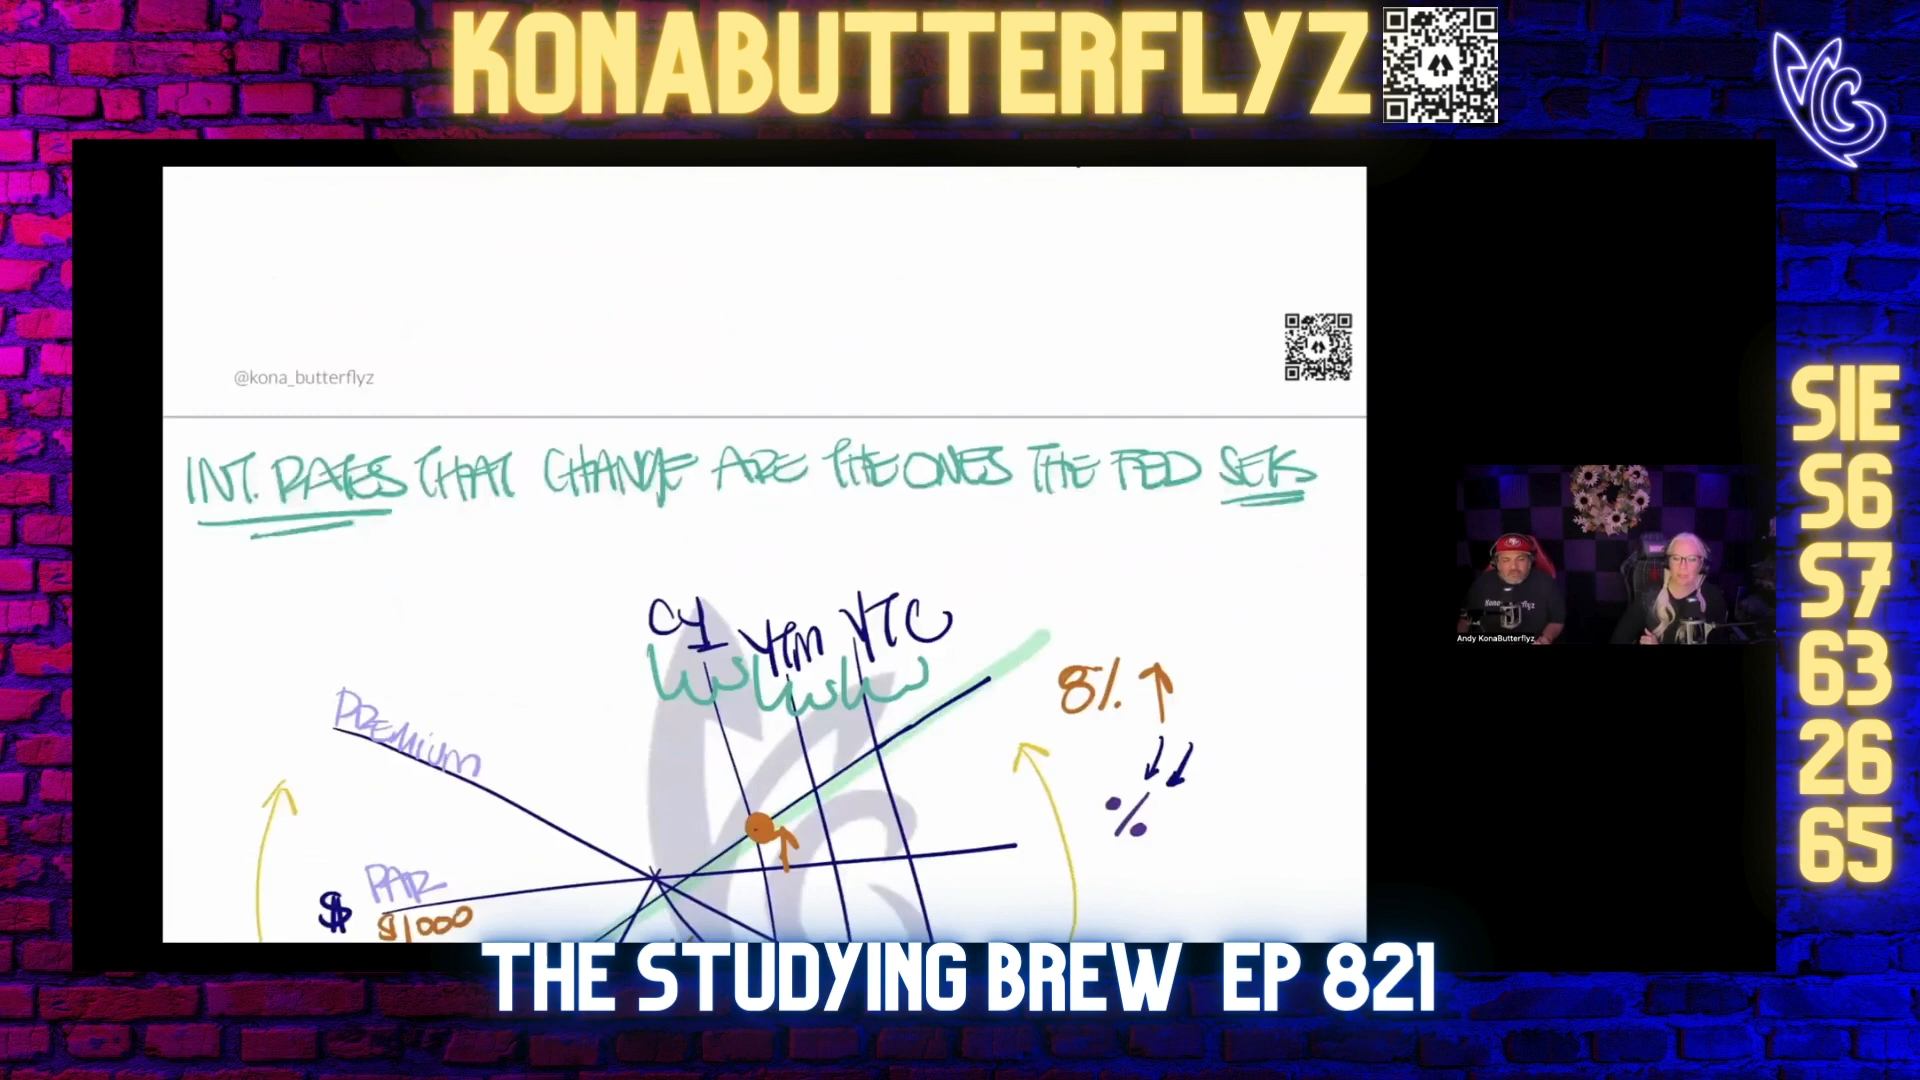 KONABUTTERFLYZ
@kona_butterflyz
INT. RATES THAT CHANGE ARE THE ONES THE FED SETS
CY YTM YTC
PREMIUM
8% ↑
%
PAR
$ $1000
Andy KonaButterflyz
SIE
S6
S7
63
26
65
THE STUDYING BREW EP 821